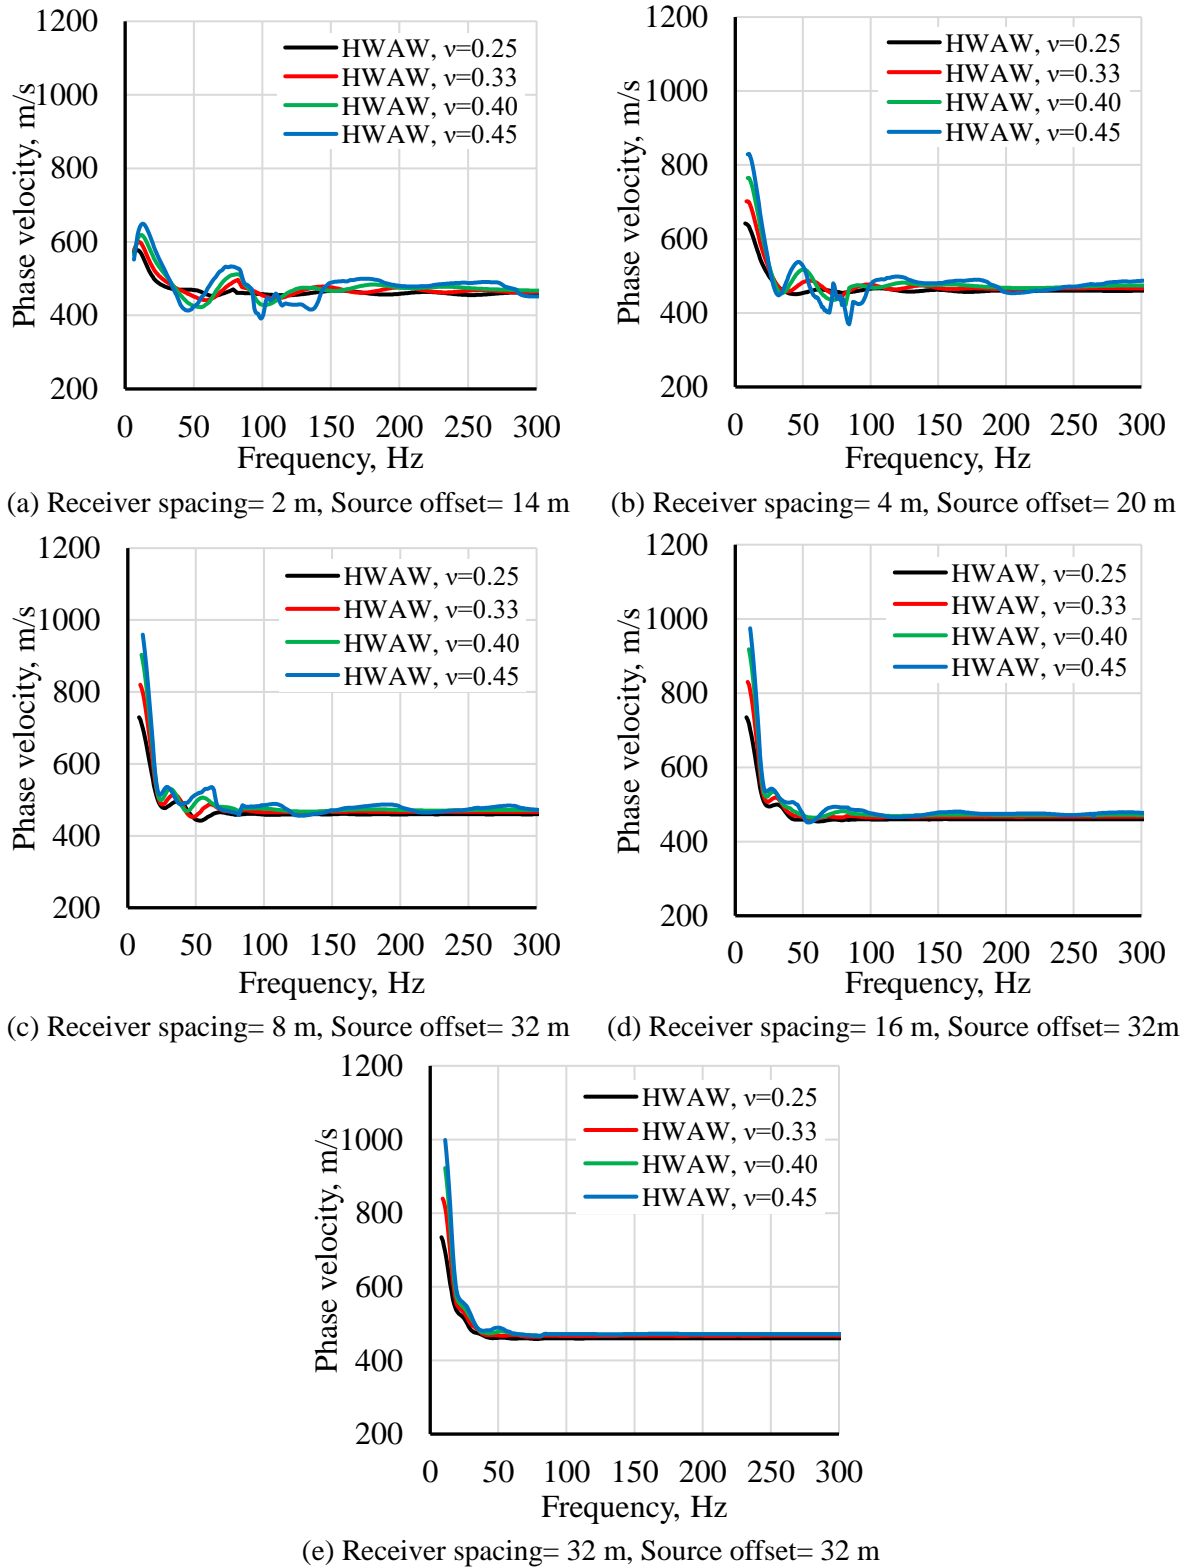 1200
1000
800
600
400
200
Phase velocity, m/s
HWAW, ν=0.25
HWAW, ν=0.33
HWAW, ν=0.40
HWAW, ν=0.45
0 50 100 150 200 250 300
Frequency, Hz
(a) Receiver spacing= 2 m, Source offset= 14 m
1200
1000
800
600
400
200
Phase velocity, m/s
HWAW, ν=0.25
HWAW, ν=0.33
HWAW, ν=0.40
HWAW, ν=0.45
0 50 100 150 200 250 300
Frequency, Hz
(b) Receiver spacing= 4 m, Source offset= 20 m
1200
1000
800
600
400
200
Phase velocity, m/s
HWAW, ν=0.25
HWAW, ν=0.33
HWAW, ν=0.40
HWAW, ν=0.45
0 50 100 150 200 250 300
Frequency, Hz
(c) Receiver spacing= 8 m, Source offset= 32 m
1200
1000
800
600
400
200
Phase velocity, m/s
HWAW, ν=0.25
HWAW, ν=0.33
HWAW, ν=0.40
HWAW, ν=0.45
0 50 100 150 200 250 300
Frequency, Hz
(d) Receiver spacing= 16 m, Source offset= 32m
1200
1000
800
600
400
200
Phase velocity, m/s
HWAW, ν=0.25
HWAW, ν=0.33
HWAW, ν=0.40
HWAW, ν=0.45
0 50 100 150 200 250 300
Frequency, Hz
(e) Receiver spacing= 32 m, Source offset= 32 m